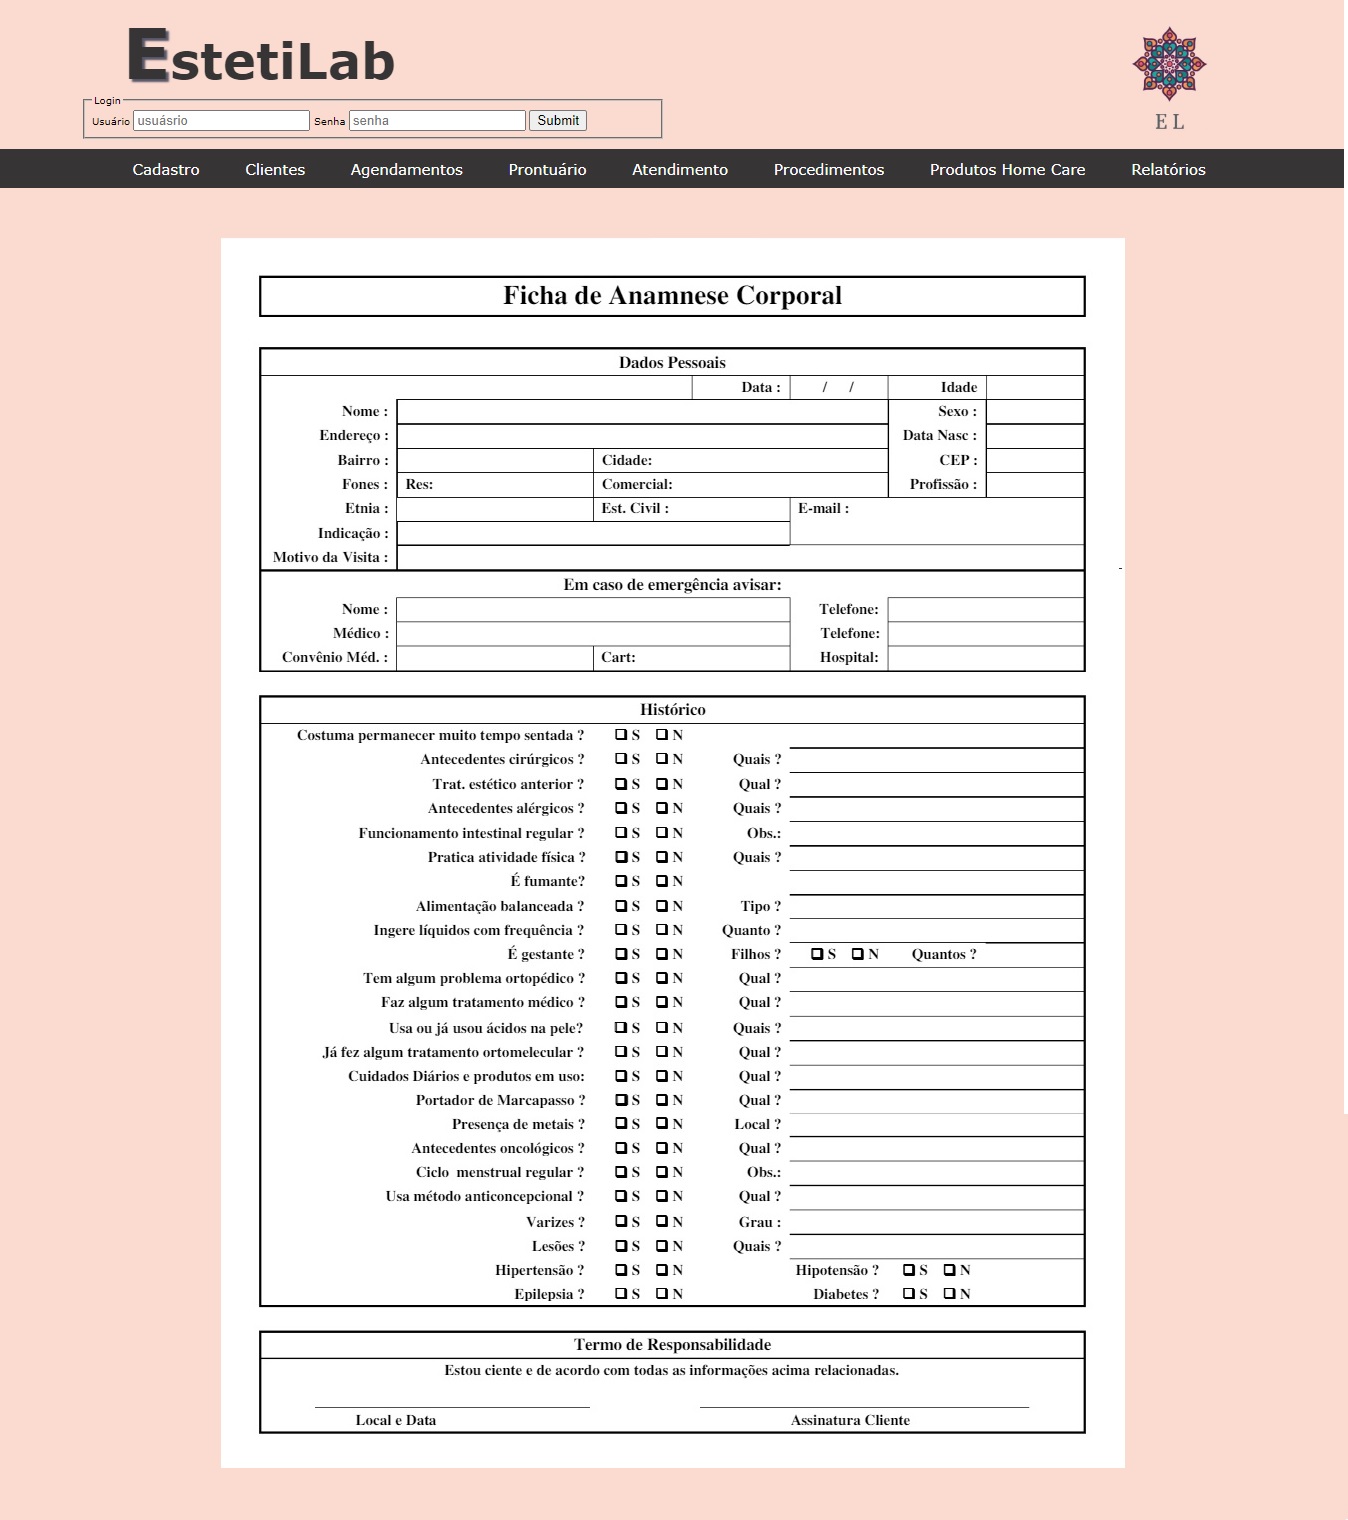 EstetiLab
Login
Usuário usuásrio Senha senha Submit
E L
Cadastro Clientes Agendamentos Prontuário Atendimento Procedimentos Produtos Home Care Relatórios
Ficha de Anamnese Corporal
Dados Pessoais
Data : / / Idade
Nome : Sexo :
Endereço : Data Nasc :
Bairro : Cidade: CEP :
Fones : Res: Comercial: Profissão :
Etnia : Est. Civil : E-mail :
Indicação :
Motivo da Visita :
-
Em caso de emergência avisar:
Nome : Telefone:
Médico : Telefone:
Convênio Méd. : Cart: Hospital:
Histórico
Costuma permanecer muito tempo sentada ? S N
Antecedentes cirúrgicos ? S N Quais ?
Trat. estético anterior ? S N Qual ?
Antecedentes alérgicos ? S N Quais ?
Funcionamento intestinal regular ? S N Obs.:
Pratica atividade física ? S N Quais ?
É fumante? S N
Alimentação balanceada ? S N Tipo ?
Ingere líquidos com frequência ? S N Quanto ?
É gestante ? S N Filhos ? S N Quantos ?
Tem algum problema ortopédico ? S N Qual ?
Faz algum tratamento médico ? S N Qual ?
Usa ou já usou ácidos na pele? S N Quais ?
Já fez algum tratamento ortomelecular ? S N Qual ?
Cuidados Diários e produtos em uso: S N Qual ?
Portador de Marcapasso ? S N Qual ?
Presença de metais ? S N Local ?
Antecedentes oncológicos ? S N Qual ?
Ciclo menstrual regular ? S N Obs.:
Usa método anticoncepcional ? S N Qual ?
Varizes ? S N Grau :
Lesões ? S N Quais ?
Hipertensão ? S N Hipotensão ? S N
Epilepsia ? S N Diabetes ? S N
Termo de Responsabilidade
Estou ciente e de acordo com todas as informações acima relacionadas.
Local e Data Assinatura Cliente